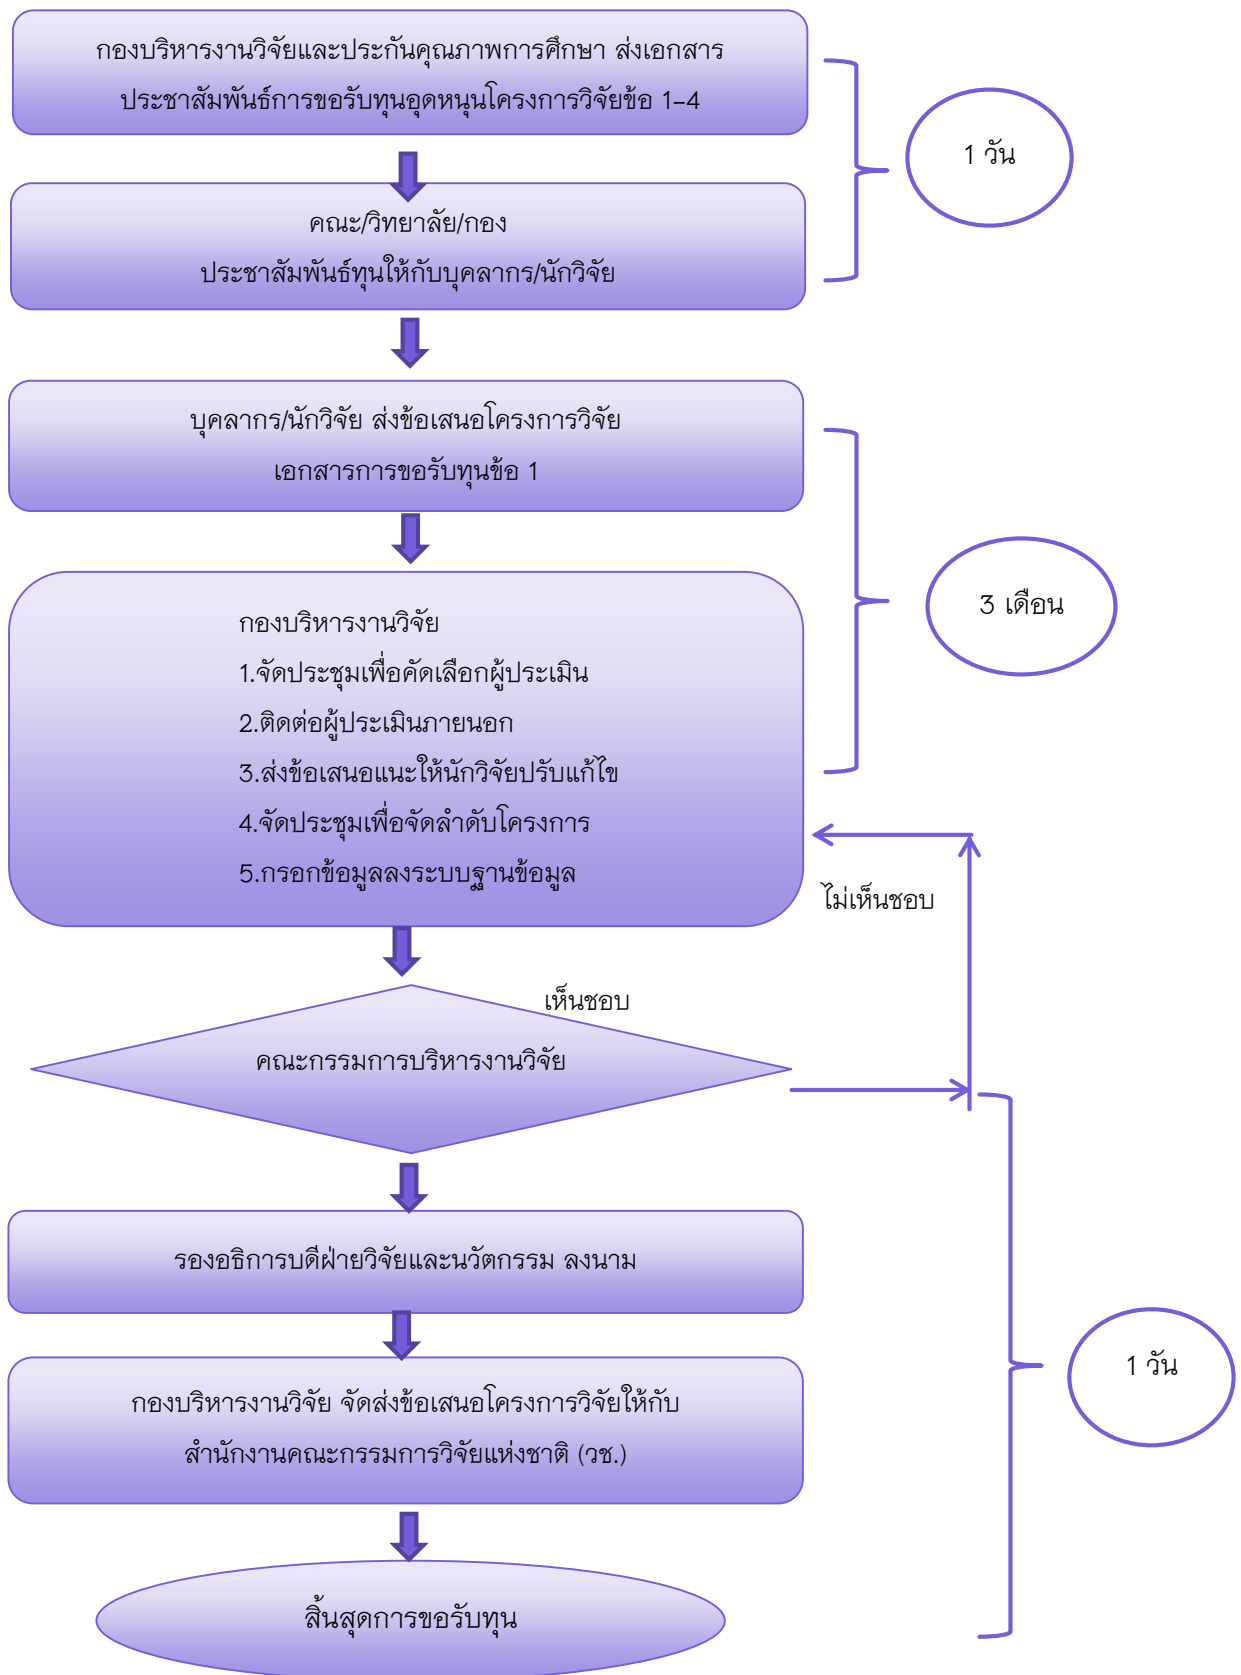 กองบริหารงานวิจัยและประกันคุณภาพการศึกษา ส่งเอกสาร
ประชาสัมพันธ์การขอรับทุนอุดหนุนโครงการวิจัยข้อ 1-4
1 วัน
คณะ/วิทยาลัย/กอง
ประชาสัมพันธ์ทุนให้กับบุคลากร/นักวิจัย
บุคลากร/นักวิจัย ส่งข้อเสนอโครงการวิจัย
เอกสารการขอรับทุนข้อ 1
3 เดือน
กองบริหารงานวิจัย
1.จัดประชุมเพื่อคัดเลือกผู้ประเมิน
2.ติดต่อผู้ประเมินภายนอก
3.ส่งข้อเสนอแนะให้นักวิจัยปรับแก้ไข
4.จัดประชุมเพื่อจัดลำดับโครงการ
5.กรอกข้อมูลลงระบบฐานข้อมูล
ไม่เห็นชอบ
เห็นชอบ
คณะกรรมการบริหารงานวิจัย
รองอธิการบดีฝ่ายวิจัยและนวัตกรรม ลงนาม
1 วัน
กองบริหารงานวิจัย จัดส่งข้อเสนอโครงการวิจัยให้กับ
สำนักงานคณะกรรมการวิจัยแห่งชาติ (วช.)
สิ้นสุดการขอรับทุน